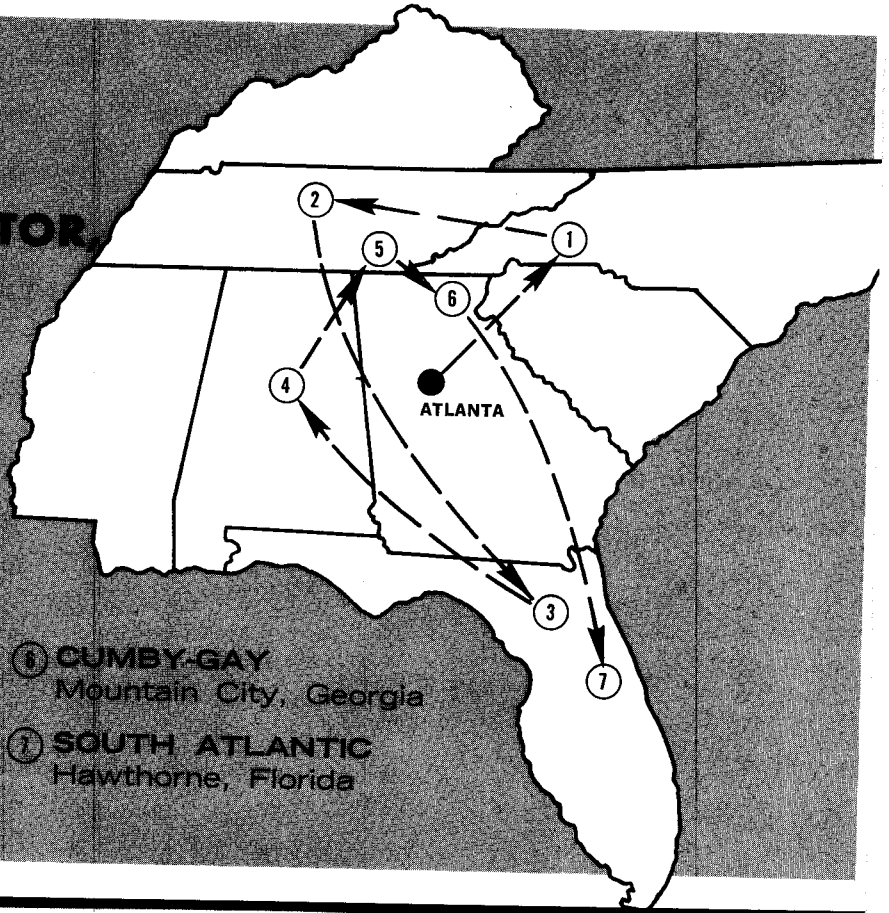 TOR,
2
1
5
6
4
ATLANTA
3
7
6 CUMBY-GAY
Mountain City, Georgia
7 SOUTH ATLANTIC
Hawthorne, Florida